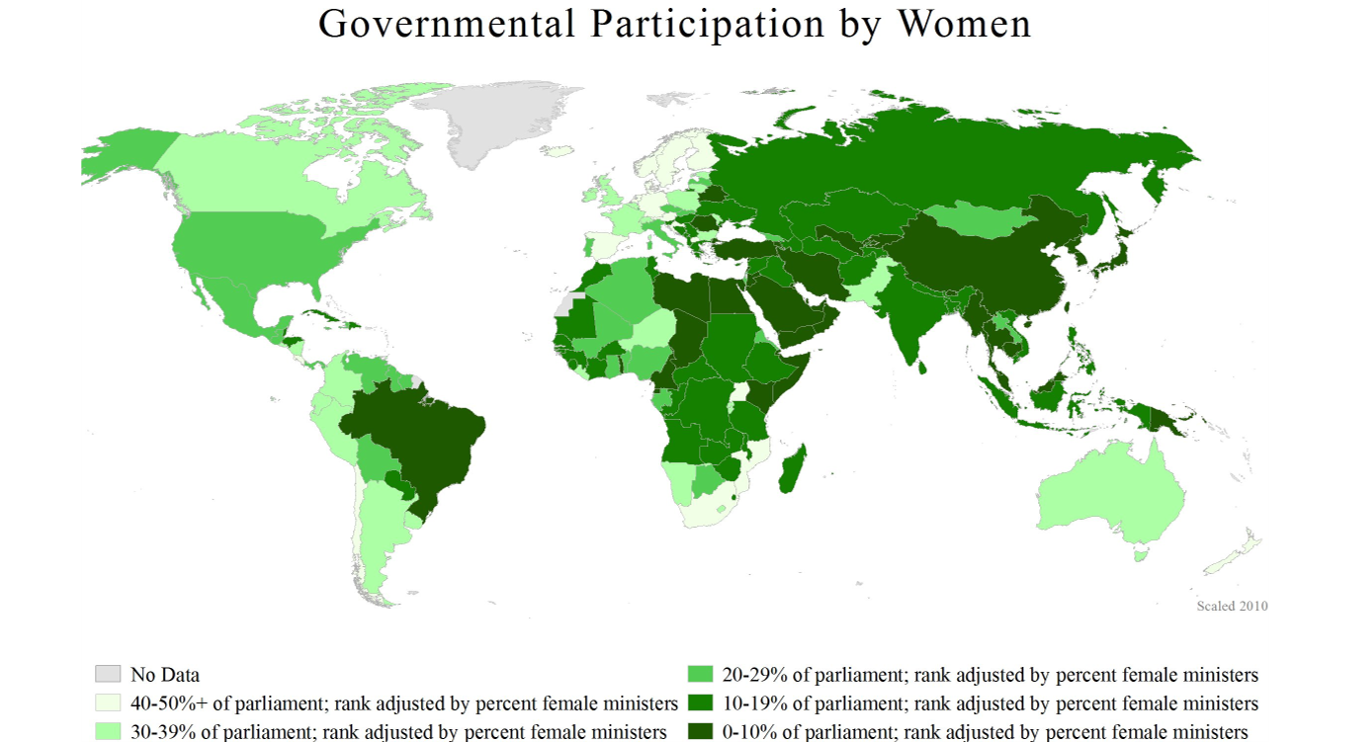 Governmental Participation by Women
Scaled 2010
No Data
40-50%+ of parliament; rank adjusted by percent female ministers
30-39% of parliament; rank adjusted by percent female ministers
20-29% of parliament; rank adjusted by percent female ministers
10-19% of parliament; rank adjusted by percent female ministers
0-10% of parliament; rank adjusted by percent female ministers